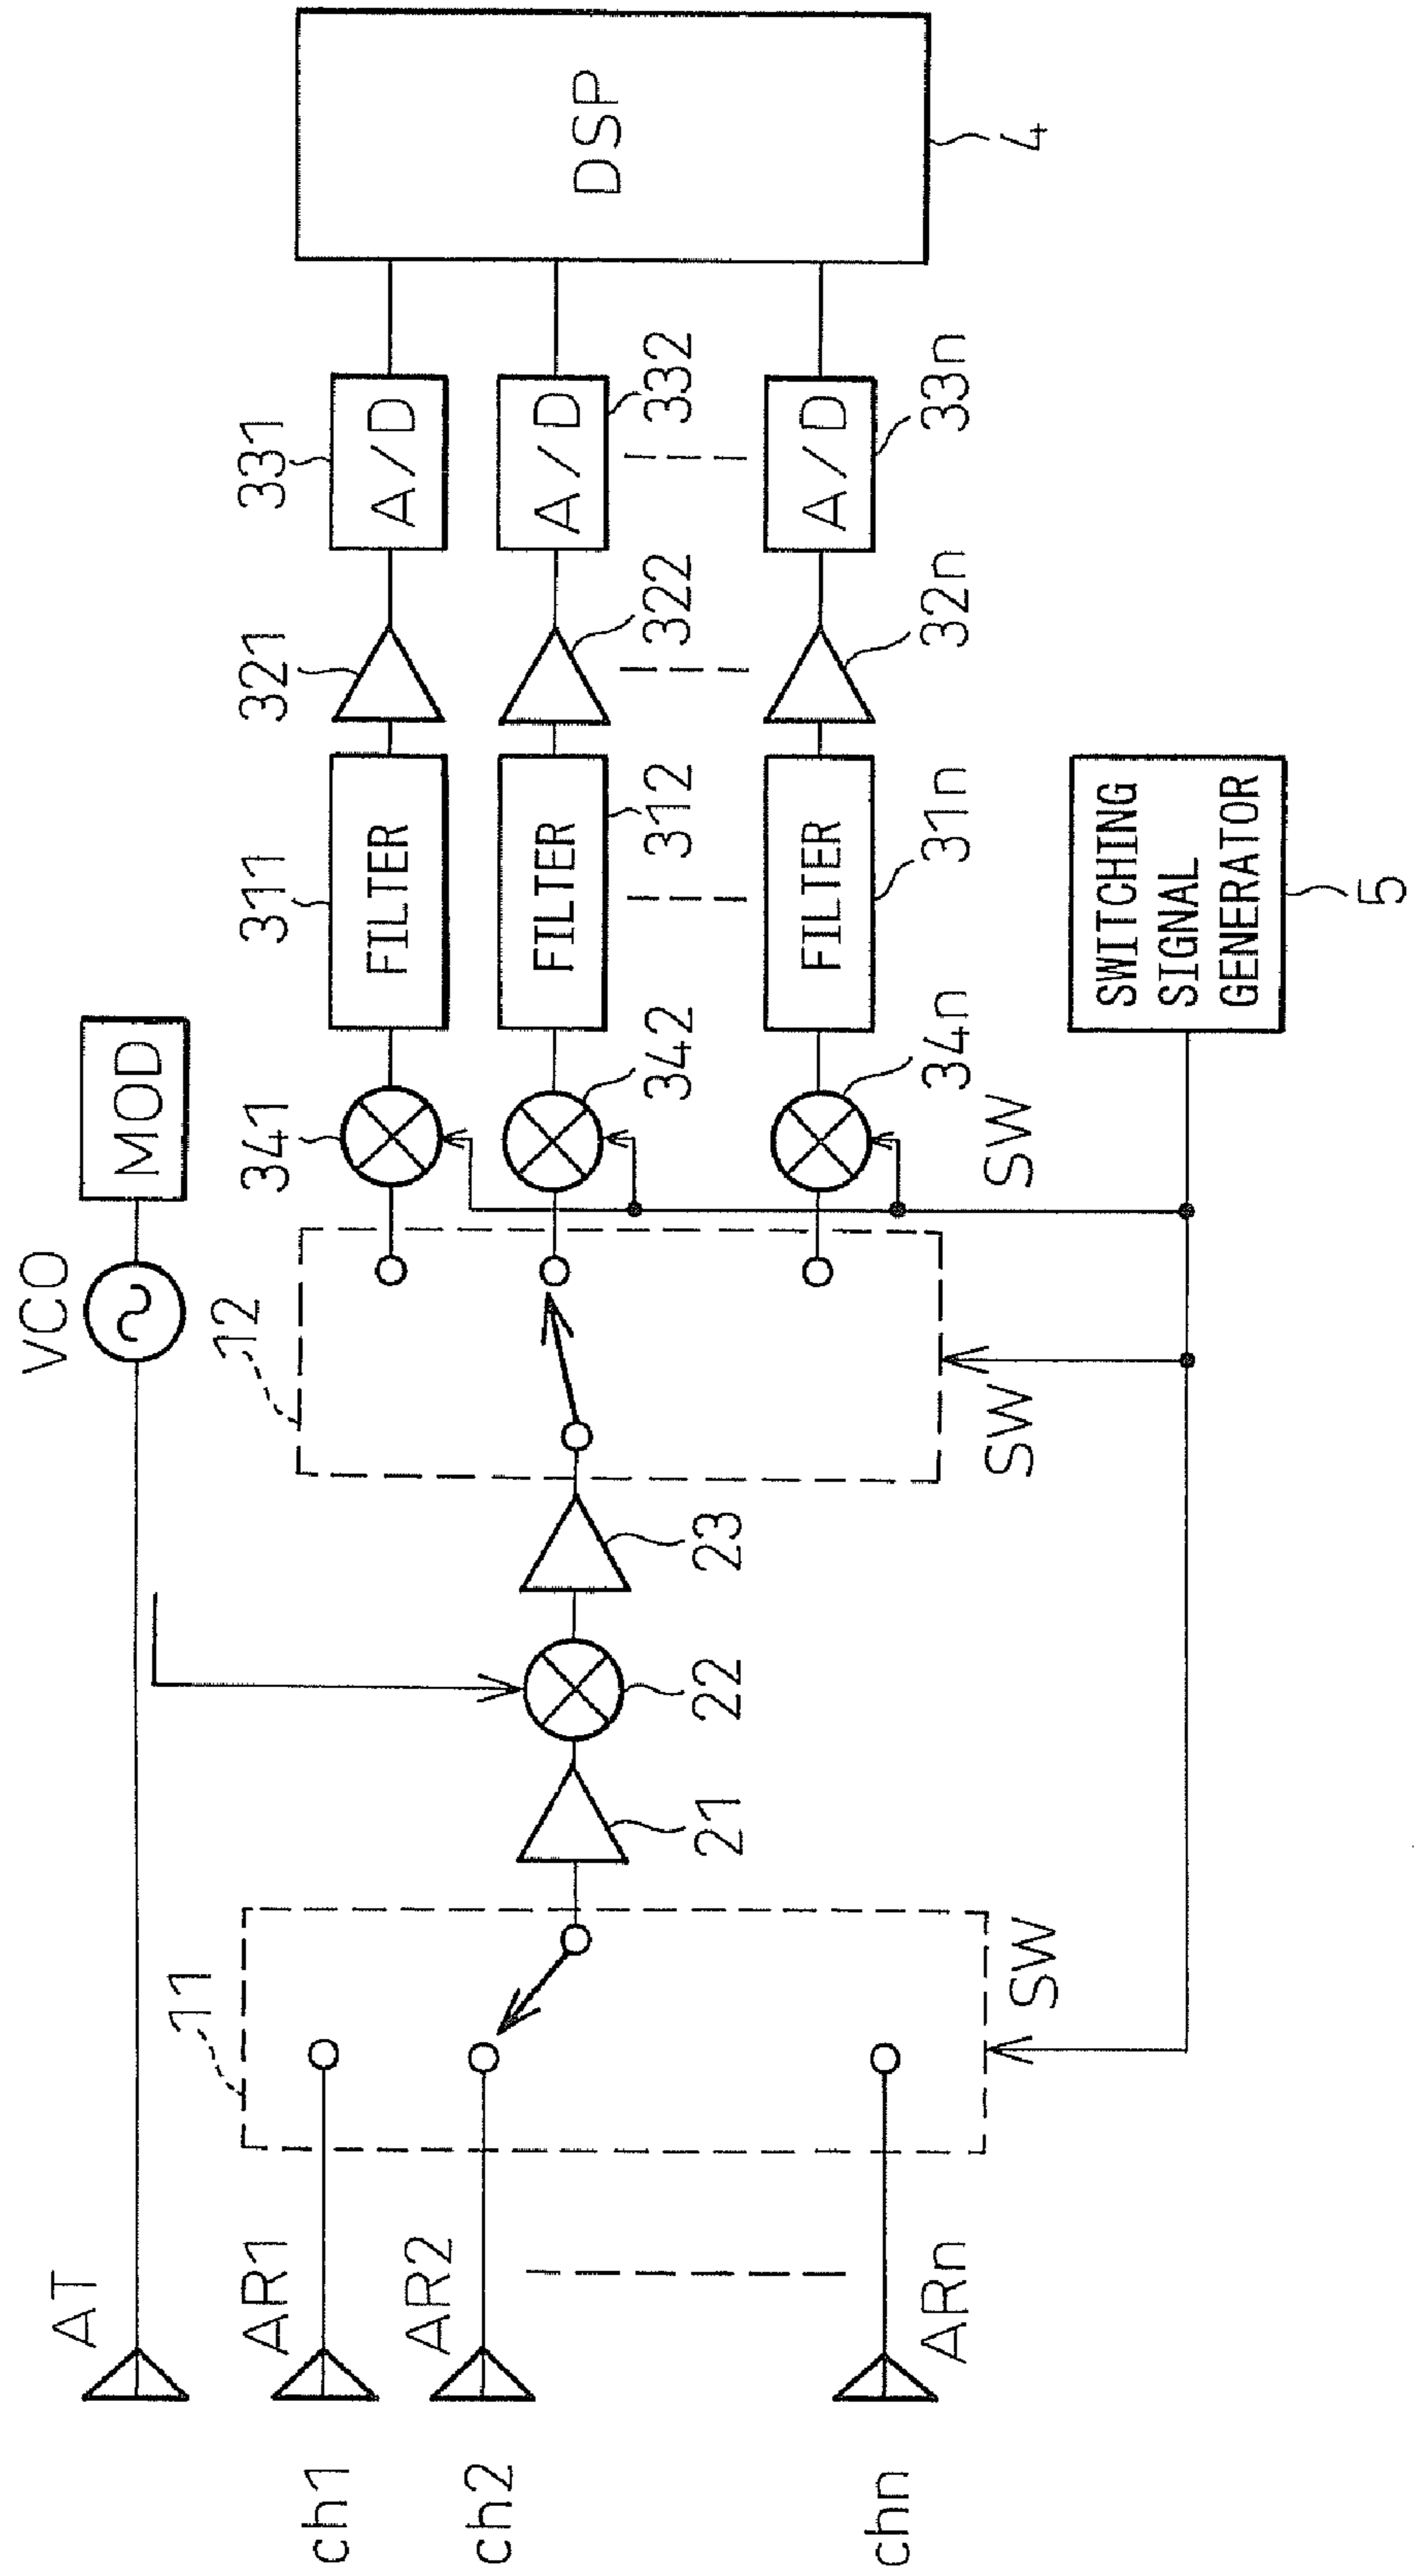 AT
VCO
MOD
ch1
AR1
ch2
AR2
chn
ARn
11
SW
21
22
23
12
SW
341
342
34n
SW
311
FILTER
312
FILTER
31n
FILTER
321
322
32n
331
A/D
332
A/D
33n
A/D
DSP
4
SWITCHING
SIGNAL
GENERATOR
5